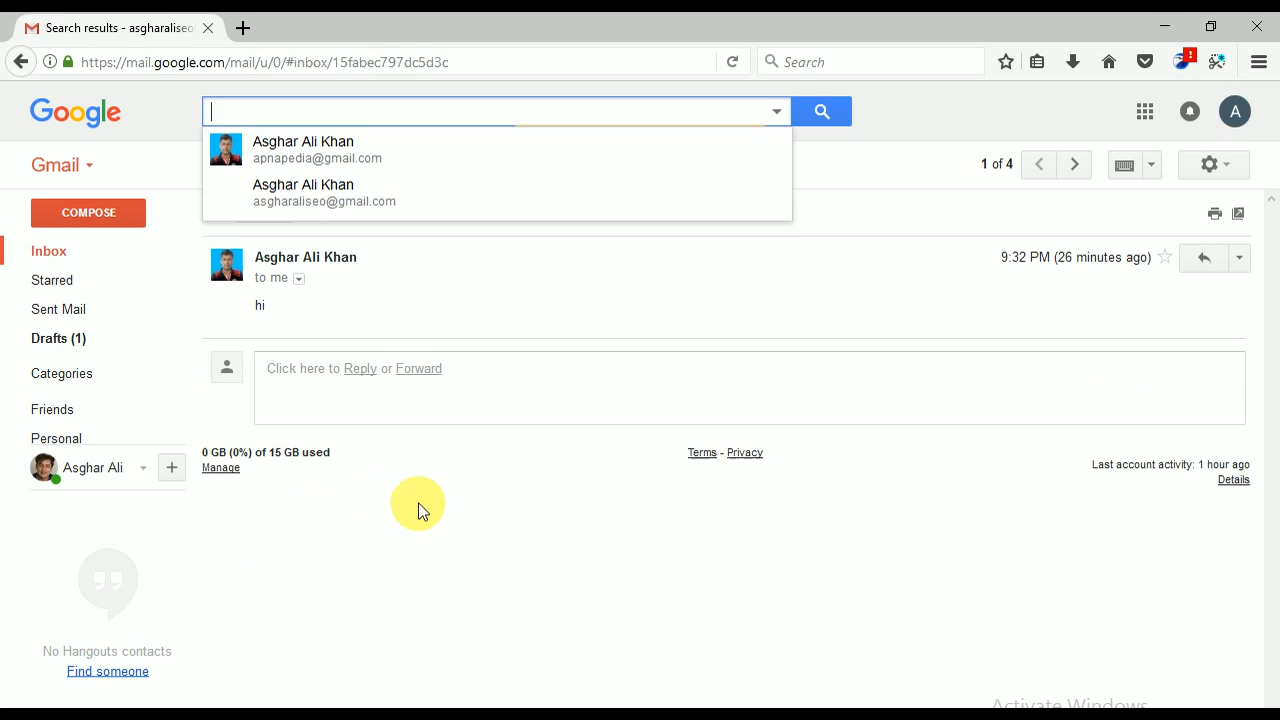 Search results - asgharaliseo
https://mail.google.com/mail/u/0/#inbox/15fabec797dc5d3c
Search
1
Google
A
Asghar Ali Khan
apnapedia@gmail.com
Asghar Ali Khan
asgharaliseo@gmail.com
Gmail
1 of 4
COMPOSE
Inbox
Starred
Sent Mail
Drafts (1)
Categories
Friends
Personal
Asghar Ali
No Hangouts contacts
Find someone
Asghar Ali Khan
9:32 PM (26 minutes ago)
to me
hi
Click here to Reply or Forward
0 GB (0%) of 15 GB used
Manage
Terms - Privacy
Last account activity: 1 hour ago
Details
Activate Windows